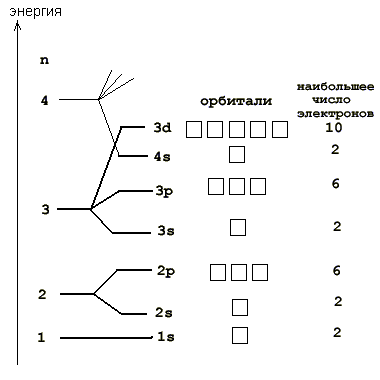 энергия
n
орбитали
наибольшее
число
электронов
4
3d
10
4s
2
3p
6
3
3s
2
2p
6
2
2s
2
1
1s
2